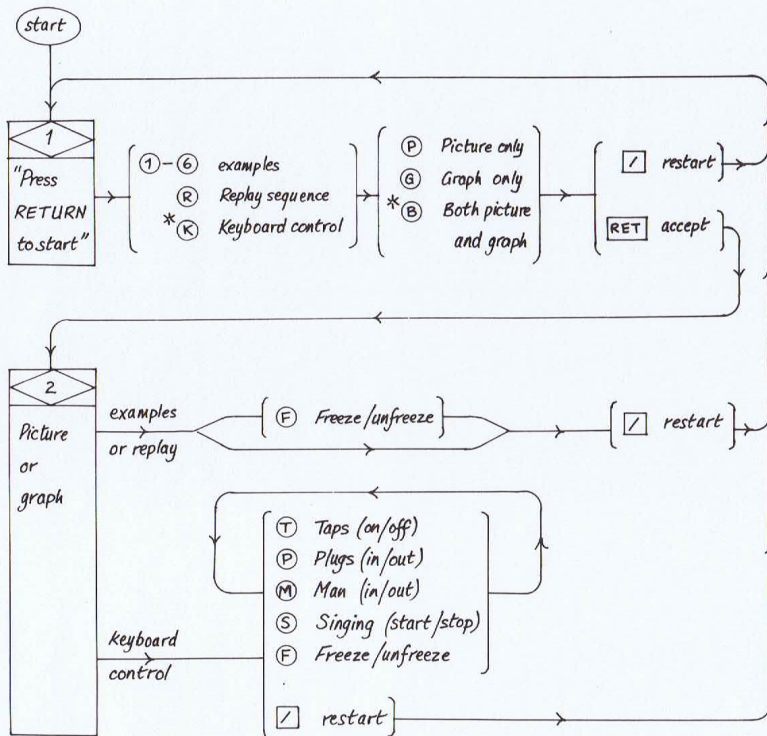 start
1
"Press
RETURN
to start"
1 - 6 examples
R Replay sequence
* K Keyboard control
P Picture only
G Graph only
* B Both picture
and graph
/ restart
RET accept
2
Picture
or
graph
examples
or replay
F Freeze/unfreeze
/ restart
keyboard
control
T Taps (on/off)
P Plugs (in/out)
M Man (in/out)
S Singing (start/stop)
F Freeze/unfreeze
/ restart